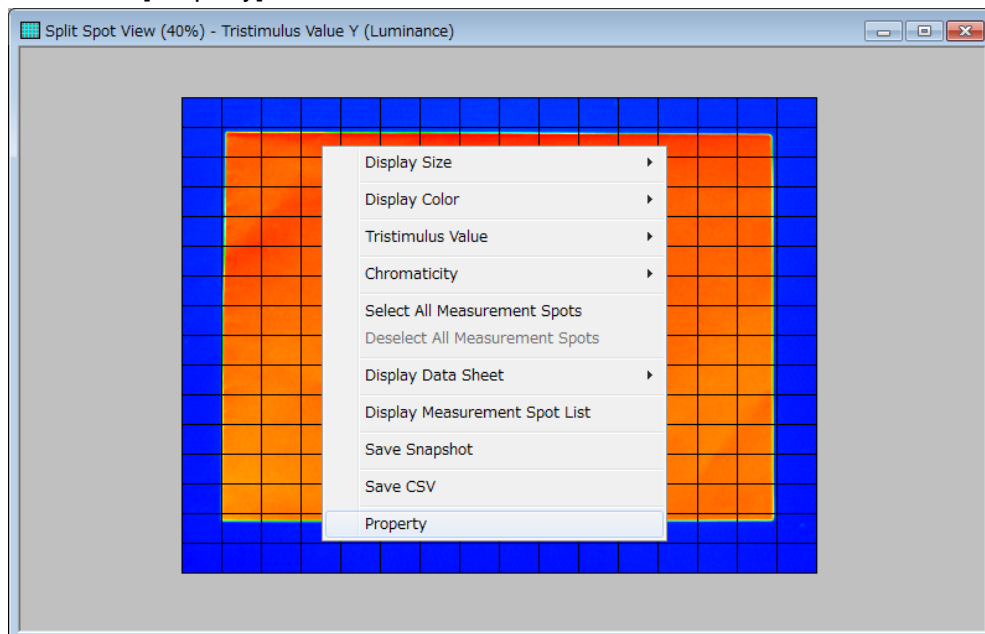 Split Spot View (40%) - Tristimulus Value Y (Luminance)
Display Size
Display Color
Tristimulus Value
Chromaticity
Select All Measurement Spots
Deselect All Measurement Spots
Display Data Sheet
Display Measurement Spot List
Save Snapshot
Save CSV
Property